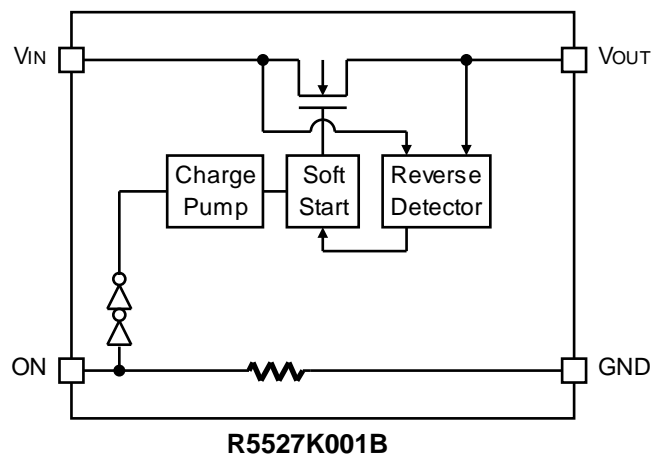 VIN
VOUT
Charge
Pump
Soft
Start
Reverse
Detector
ON
GND
R5527K001B